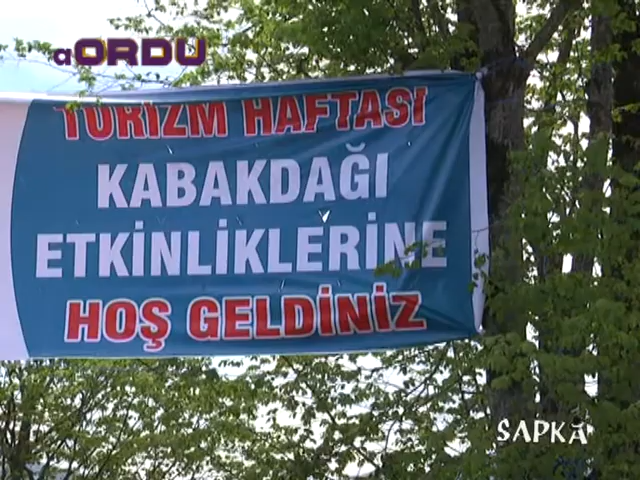 aORDU
TURİZM HAFTASI
KABAKDAĞI
ETKİNLİKLERİNE
HOŞ GELDİNİZ
SAPKA